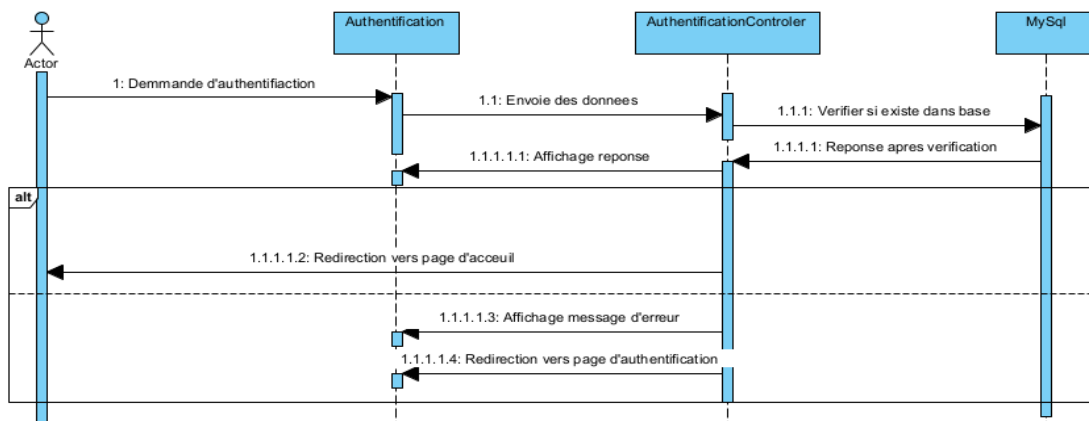 Authentification
AuthentificationControler
MySql
Actor
1: Demmande d'authentifiaction
1.1: Envoie des donnees
1.1.1: Verifier si existe dans base
1.1.1.1: Reponse apres verification
1.1.1.1.1: Affichage reponse
alt
1.1.1.1.2: Redirection vers page d'acceuil
1.1.1.1.3: Affichage message d'erreur
1.1.1.1.4: Redirection vers page d'authentification